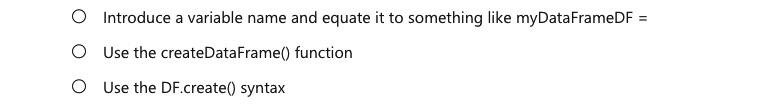 Introduce a variable name and equate it to something like myDataFrameDF =
Use the createDataFrame() function
Use the DF.create() syntax